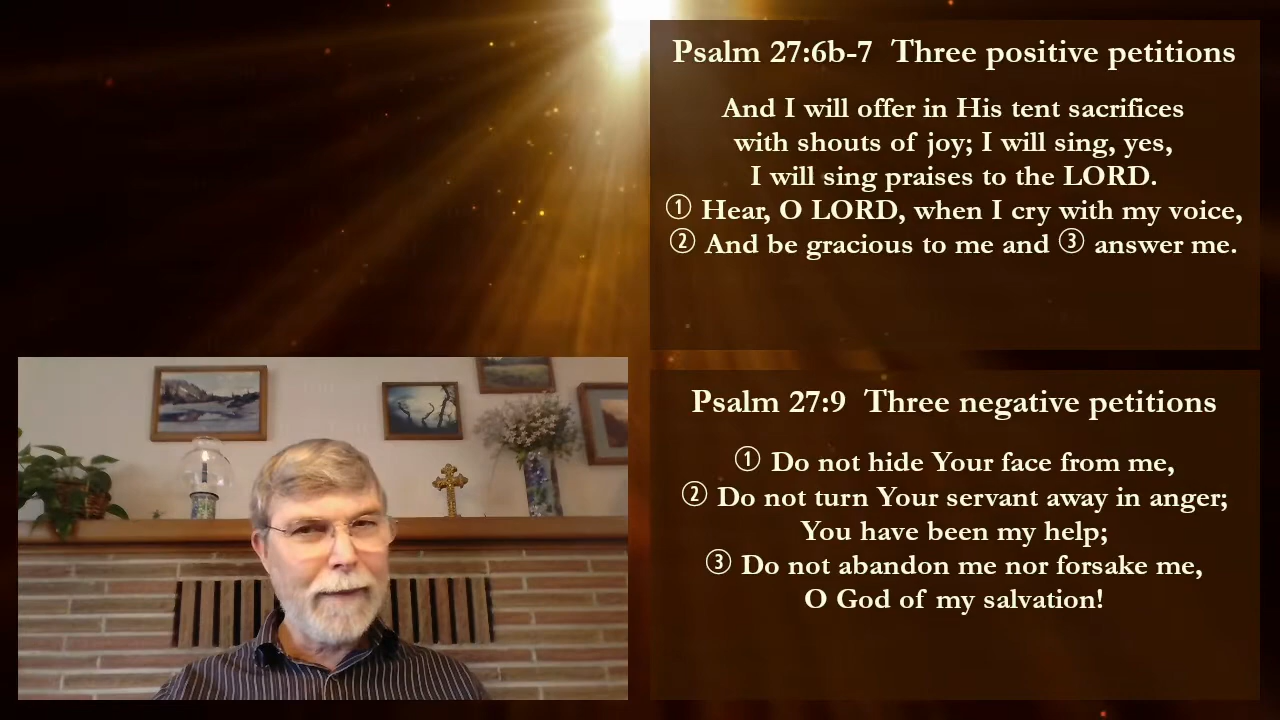 Psalm 27:6b-7 Three positive petitions
And I will offer in His tent sacrifices
with shouts of joy; I will sing, yes,
I will sing praises to the LORD.
① Hear, O LORD, when I cry with my voice,
② And be gracious to me and ③ answer me.
Psalm 27:9 Three negative petitions
① Do not hide Your face from me,
② Do not turn Your servant away in anger;
You have been my help;
③ Do not abandon me nor forsake me,
O God of my salvation!